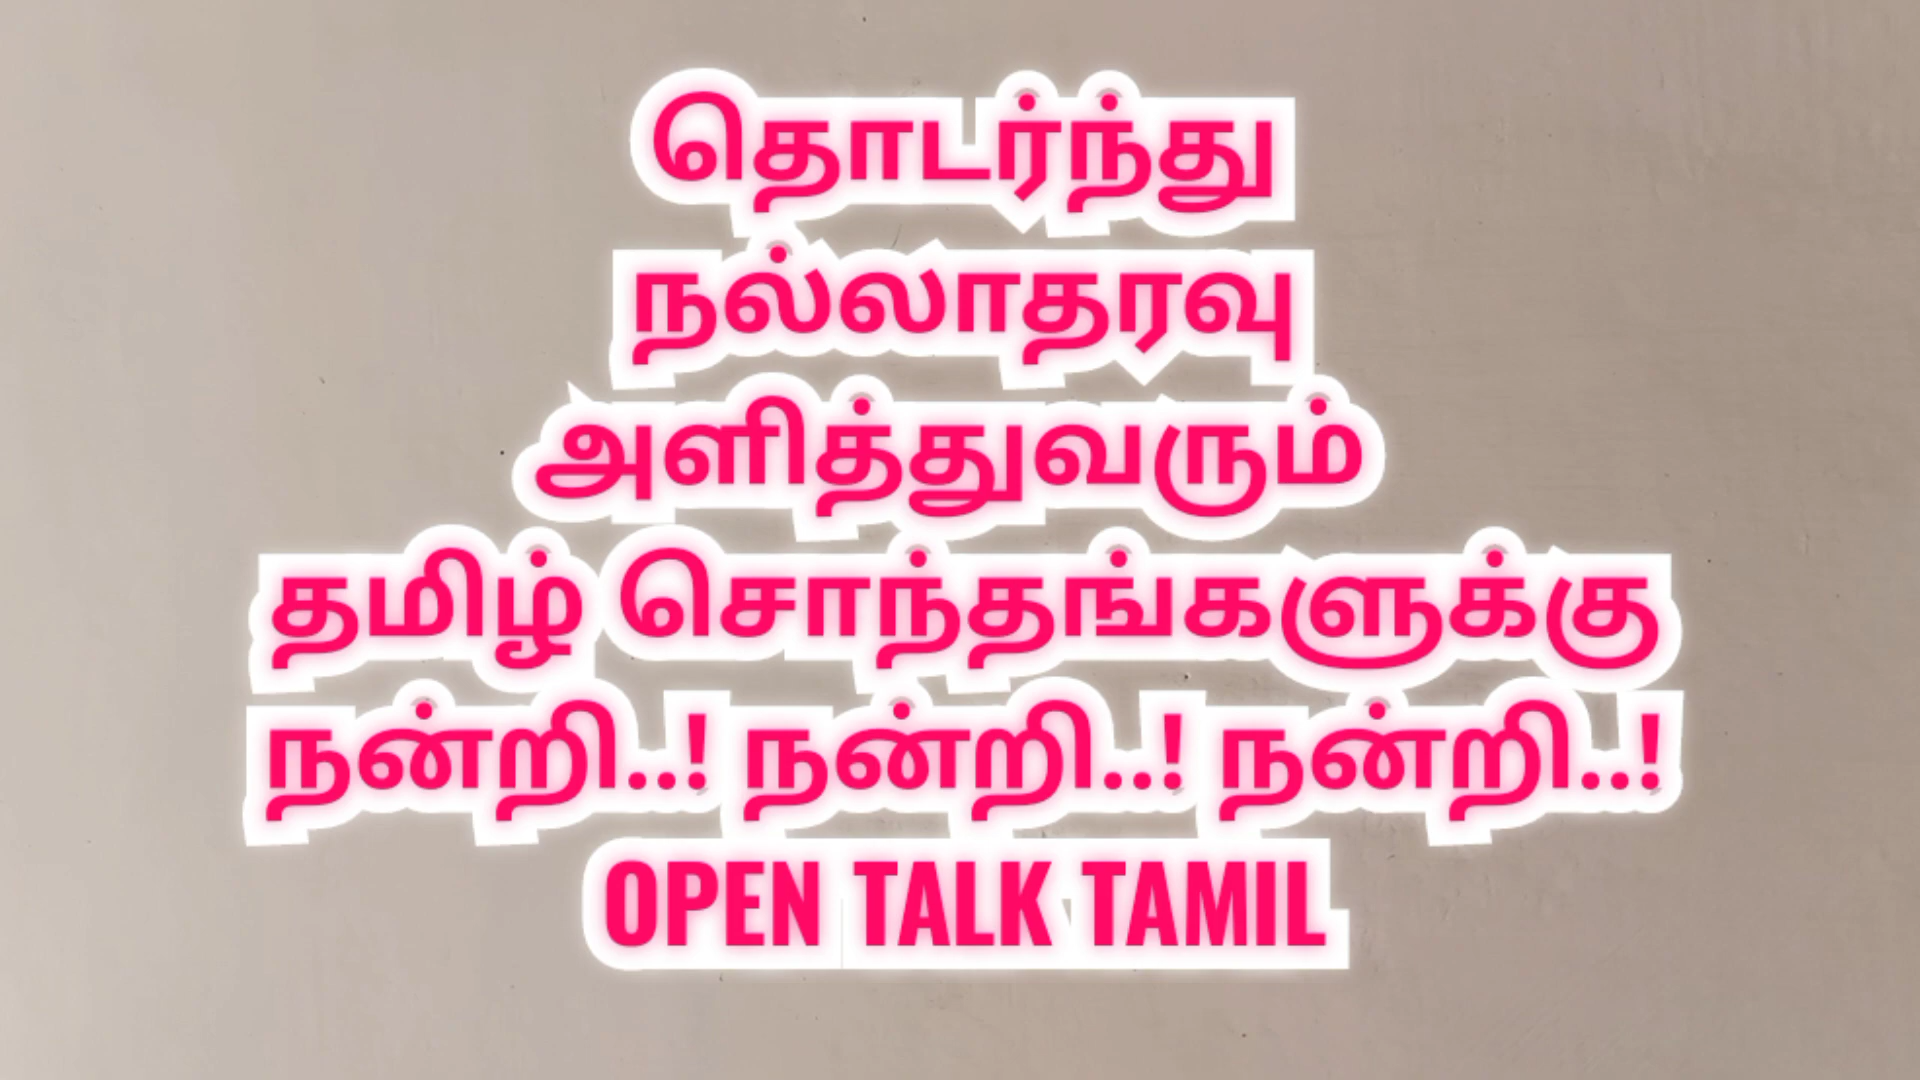 தொடர்ந்து
நல்லாதரவு
அளித்துவரும்
தமிழ் சொந்தங்களுக்கு
நன்றி..! நன்றி..! நன்றி..!
OPEN TALK TAMIL